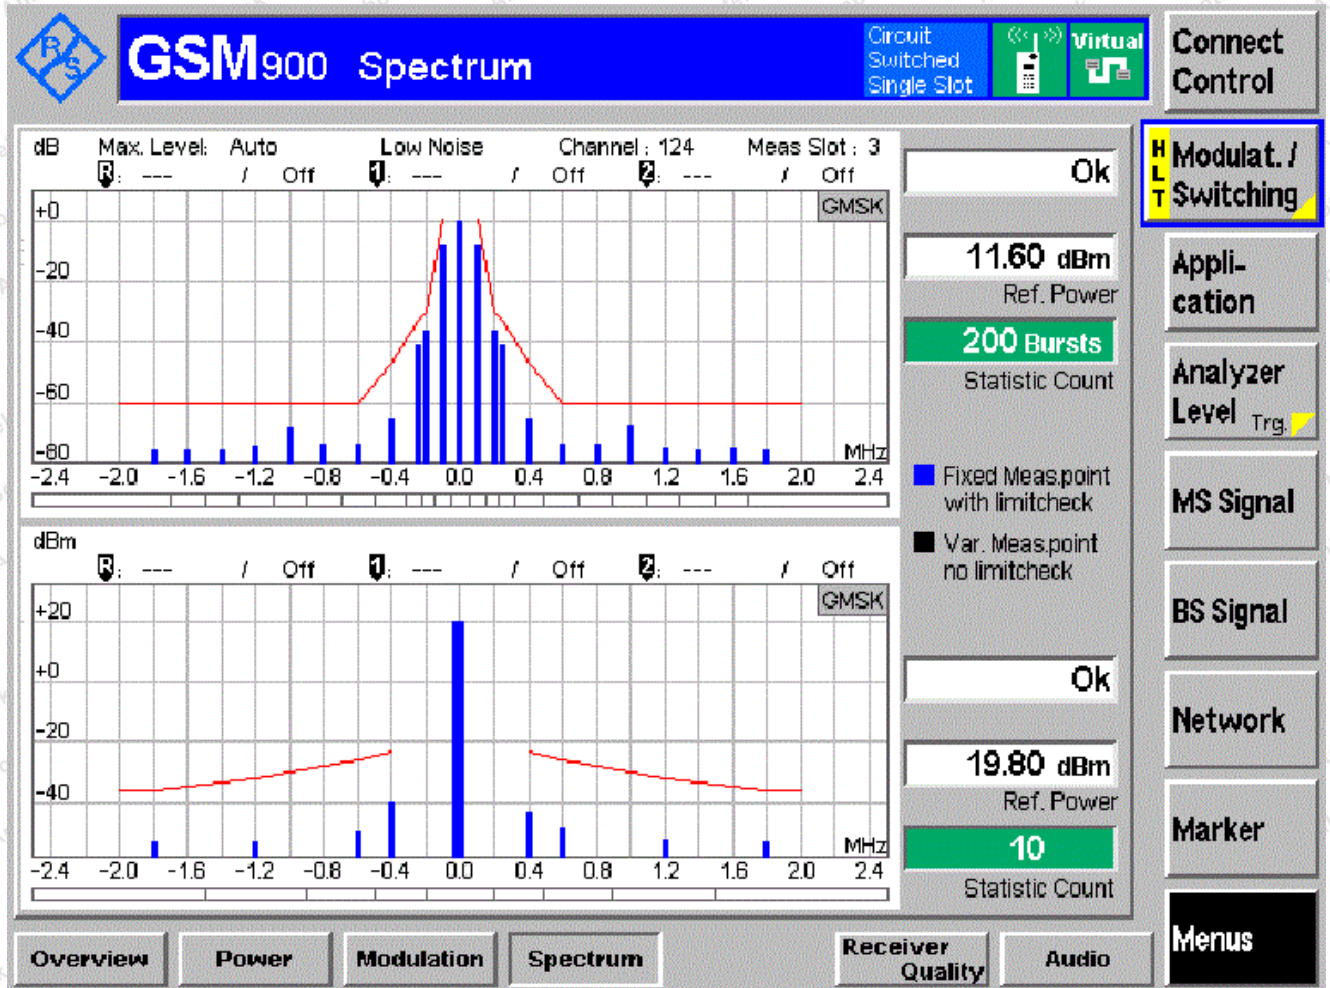 R/S
GSM900 Spectrum
Circuit
Switched
Single Slot
Virtual
Connect
Control
dB Max. Level: Auto Low Noise Channel : 124 Meas Slot : 3
R: --- / Off 1: --- / Off 2: --- / Off
GMSK
+0
-20
-40
-60
-80
MHz
-2.4 -2.0 -1.6 -1.2 -0.8 -0.4 0.0 0.4 0.8 1.2 1.6 2.0 2.4
Ok
11.60 dBm
Ref. Power
200 Bursts
Statistic Count
Fixed Meas.point
with limitcheck
Var. Meas.point
no limitcheck
dBm
R: --- / Off 1: --- / Off 2: --- / Off
GMSK
+20
+0
-20
-40
MHz
-2.4 -2.0 -1.6 -1.2 -0.8 -0.4 0.0 0.4 0.8 1.2 1.6 2.0 2.4
Ok
19.80 dBm
Ref. Power
10
Statistic Count
HLT
Modulat. /
Switching
Appli-
cation
Analyzer
Level Trg.
MS Signal
BS Signal
Network
Marker
Menus
Overview
Power
Modulation
Spectrum
Receiver
Quality
Audio